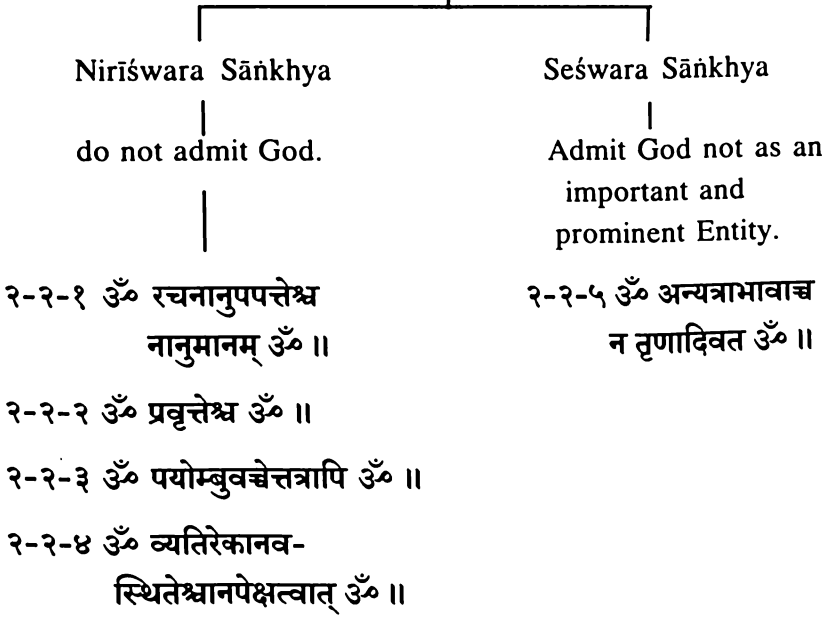 Nirīśwara Sāṅkhya
do not admit God.
२-२-१ ॐ रचनानुपपत्तेश्च
नानुमानम् ॐ ॥
२-२-२ ॐ प्रवृत्तेश्च ॐ ॥
२-२-३ ॐ पयोम्बुवच्चेत्तत्रापि ॐ ॥
२-२-४ ॐ व्यतिरेकानव-
स्थितेश्चानपेक्षत्वात् ॐ ॥
Seśwara Sāṅkhya
Admit God not as an
important and
prominent Entity.
२-२-५ ॐ अन्यत्राभावाच्च
न तृणादिवत ॐ ॥